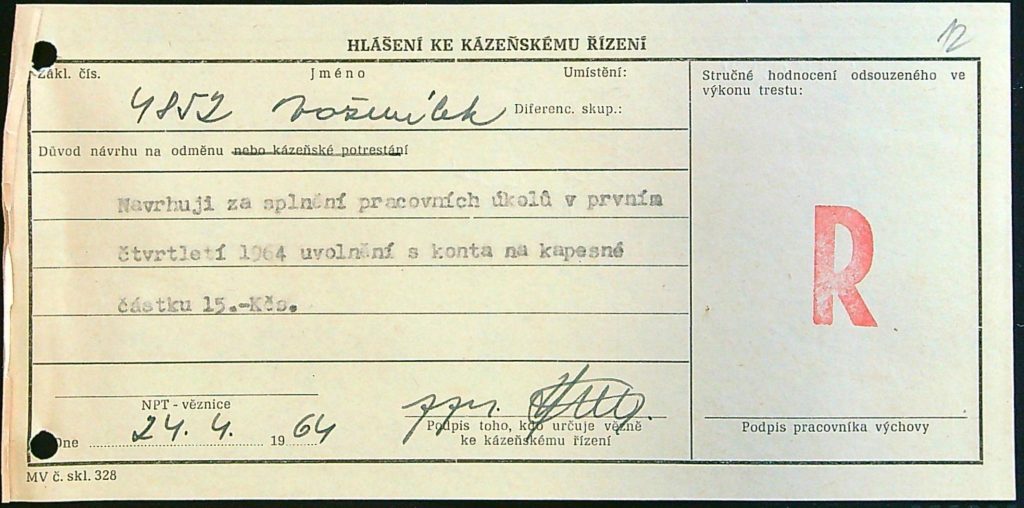 12
HLÁŠENÍ KE KÁZEŇSKÉMU ŘÍZENÍ
Zákl. čís. Jméno Umístění:
4852 Diferenc. skup.:
Důvod návrhu na odměnu nebo kázeňské potrestání
Navrhuji za splnění pracovních úkolů v prvním
čtvrtletí 1964 uvolnění s konta na kapesné
částku 15.-Kčs.
NPT - věznice
Dne 24. 4. 19 64
Podpis toho, kdo určuje vězně
ke kázeňskému řízení
MV č. skl. 328
Stručné hodnocení odsouzeného ve
výkonu trestu:
R
Podpis pracovníka výchovy